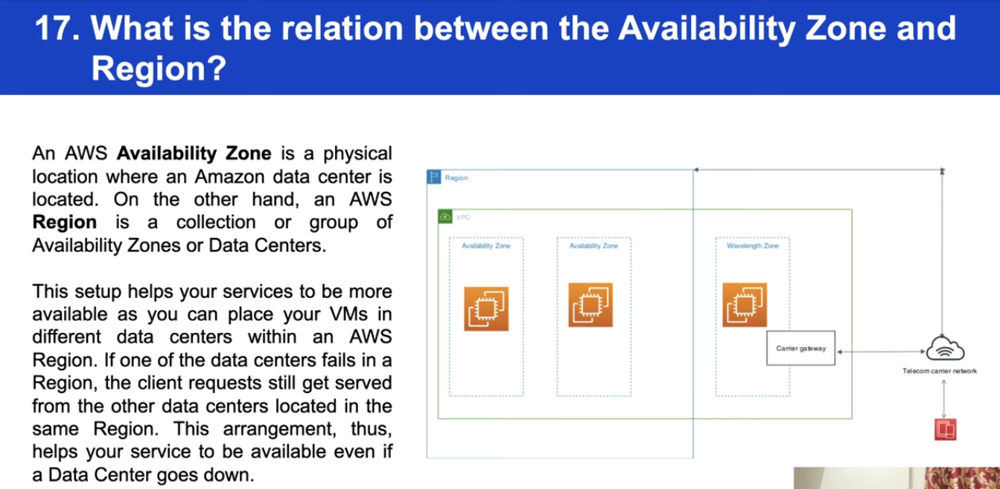 17. What is the relation between the Availability Zone and
Region?
An AWS Availability Zone is a physical
location where an Amazon data center is
located. On the other hand, an AWS
Region is a collection or group of
Availability Zones or Data Centers.
This setup helps your services to be more
available as you can place your VMs in
different data centers within an AWS
Region. If one of the data centers fails in a
Region, the client requests still get served
from the other data centers located in the
same Region. This arrangement, thus,
helps your service to be available even if
a Data Center goes down.
Region
VPC
Availability Zone
Availability Zone
Wavelength Zone
Carrier gateway
Telecom carrier network